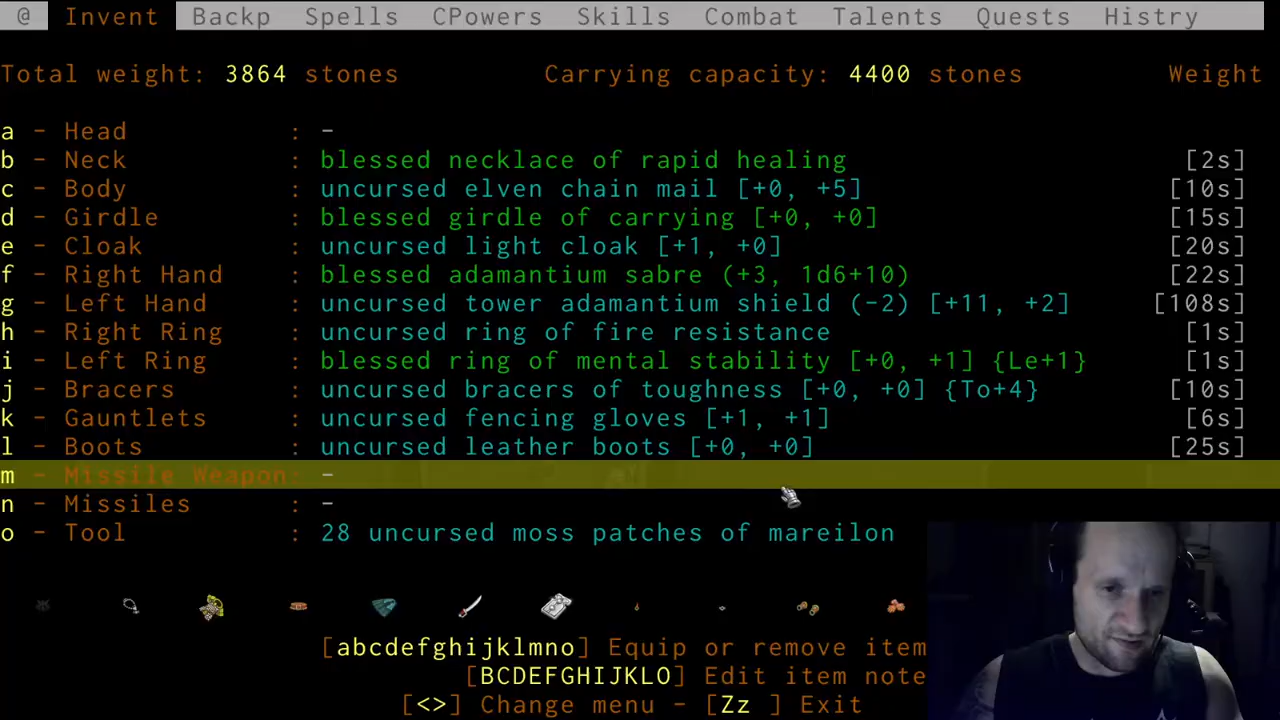 @ Invent Backp Spells CPowers Skills Combat Talents Quests Histry
Total weight: 3864 stones Carrying capacity: 4400 stones Weight
a - Head : -
b - Neck : blessed necklace of rapid healing [2s]
c - Body : uncursed elven chain mail [+0, +5] [10s]
d - Girdle : blessed girdle of carrying [+0, +0] [15s]
e - Cloak : uncursed light cloak [+1, +0] [20s]
f - Right Hand : blessed adamantium sabre (+3, 1d6+10) [22s]
g - Left Hand : uncursed tower adamantium shield (-2) [+11, +2] [108s]
h - Right Ring : uncursed ring of fire resistance [1s]
i - Left Ring : blessed ring of mental stability [+0, +1] {Le+1} [1s]
j - Bracers : uncursed bracers of toughness [+0, +0] {To+4} [10s]
k - Gauntlets : uncursed fencing gloves [+1, +1] [6s]
l - Boots : uncursed leather boots [+0, +0] [25s]
m - Missile Weapon: -
n - Missiles : -
o - Tool : 28 uncursed moss patches of mareilon
[abcdefghijklmno] Equip or remove item
[BCDEFGHIJKLO] Edit item note
[<>] Change menu - [Zz ] Exit